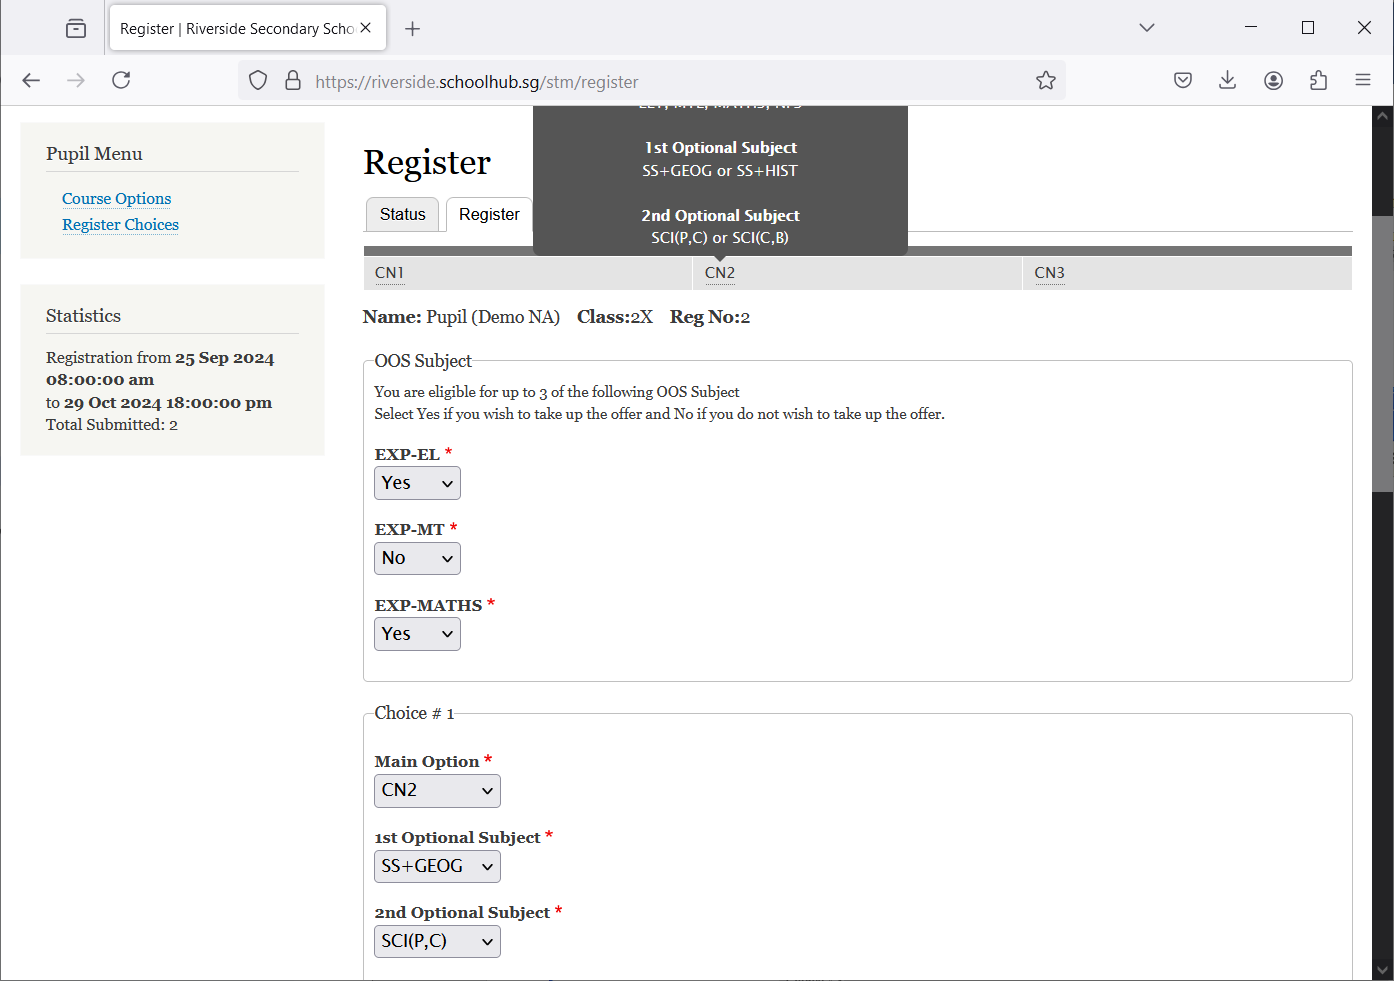 Register | Riverside Secondary Scho
https://riverside.schoolhub.sg/stm/register
Pupil Menu
Course Options
Register Choices
Statistics
Registration from 25 Sep 2024
08:00:00 am
to 29 Oct 2024 18:00:00 pm
Total Submitted: 2
Register
Status
Register
1st Optional Subject
SS+GEOG or SS+HIST
2nd Optional Subject
SCI(P,C) or SCI(C,B)
CN1
CN2
CN3
Name: Pupil (Demo NA) Class:2X Reg No:2
OOS Subject
You are eligible for up to 3 of the following OOS Subject
Select Yes if you wish to take up the offer and No if you do not wish to take up the offer.
EXP-EL *
Yes
EXP-MT *
No
EXP-MATHS *
Yes
Choice # 1
Main Option *
CN2
1st Optional Subject *
SS+GEOG
2nd Optional Subject *
SCI(P,C)